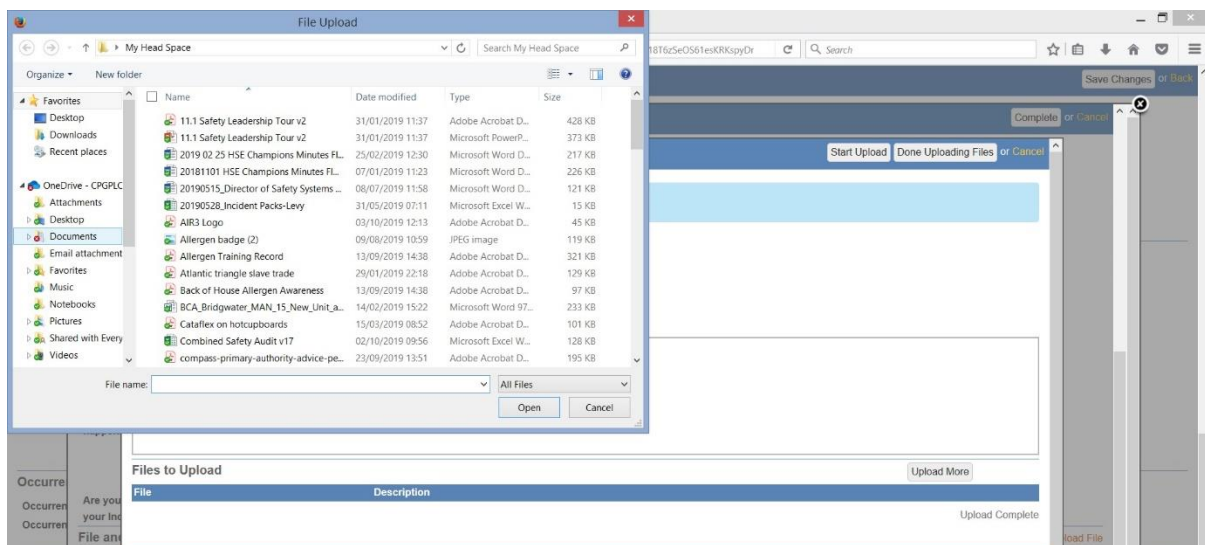 File Upload
My Head Space
Search My Head Space
Search
Organize
New folder
Save Changes or Back
Complete or Cancel
Start Upload Done Uploading Files or Cancel
Name Date modified Type Size
11.1 Safety Leadership Tour v2 31/01/2019 11:37 Adobe Acrobat D... 428 KB
11.1 Safety Leadership Tour v2 31/01/2019 11:37 Microsoft PowerP... 373 KB
2019 02 25 HSE Champions Minutes FI... 25/02/2019 12:30 Microsoft Word D... 217 KB
20181101 HSE Champions Minutes FI... 07/01/2019 11:23 Microsoft Word D... 226 KB
20190515_Director of Safety Systems ... 08/07/2019 11:58 Microsoft Word D... 121 KB
20190528_Incident Packs-Levy 31/05/2019 07:11 Microsoft Excel W... 15 KB
AIR3 Logo 03/10/2019 12:13 Adobe Acrobat D... 45 KB
Allergen badge (2) 09/08/2019 10:59 JPEG image 119 KB
Allergen Training Record 13/09/2019 14:38 Adobe Acrobat D... 321 KB
Atlantic triangle slave trade 29/01/2019 22:18 Adobe Acrobat D... 129 KB
Back of House Allergen Awareness 13/09/2019 14:38 Adobe Acrobat D... 97 KB
BCA_Bridgwater_MAN_15_New_Unit_a... 14/02/2019 15:22 Microsoft Word 97... 233 KB
Cataflex on hotcupboards 15/03/2019 08:52 Adobe Acrobat D... 101 KB
Combined Safety Audit v17 02/10/2019 09:56 Microsoft Excel W... 128 KB
compass-primary-authority-advice-pe... 23/09/2019 13:51 Adobe Acrobat D... 195 KB
Favorites
Desktop
Downloads
Recent places
OneDrive - CPGPLC
Attachments
Desktop
Documents
Email attachment
Favorites
Music
Notebooks
Pictures
Shared with Every
Videos
File name:
All Files
Open Cancel
Files to Upload
Upload More
File Description
Upload Complete
Occurre
Occurren
Occurren
Are you
your Inc
File and
load File